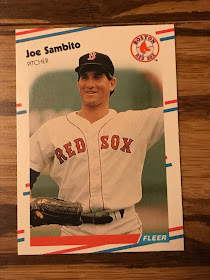 Joe Sambito
PITCHER
BOSTON
RED SOX
B
RED SOX
FLEER